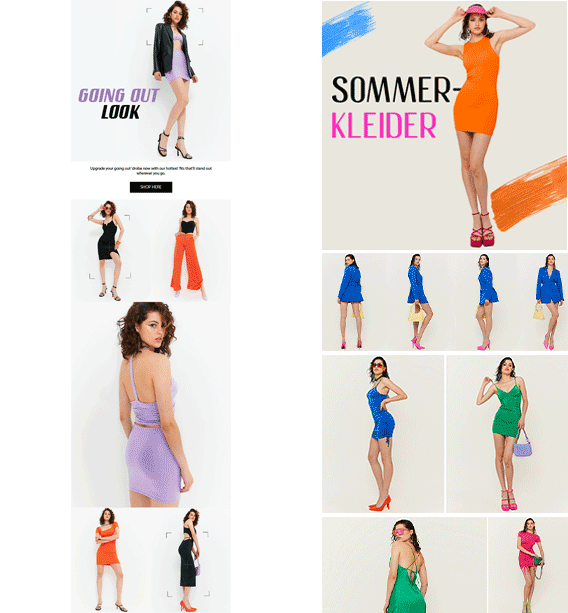 GOING OUT
LOOK
Upgrade your going out 'drobe now with our hottest 'fits that'll stand out
wherever you go.
SHOP HERE
SOMMER-
KLEIDER